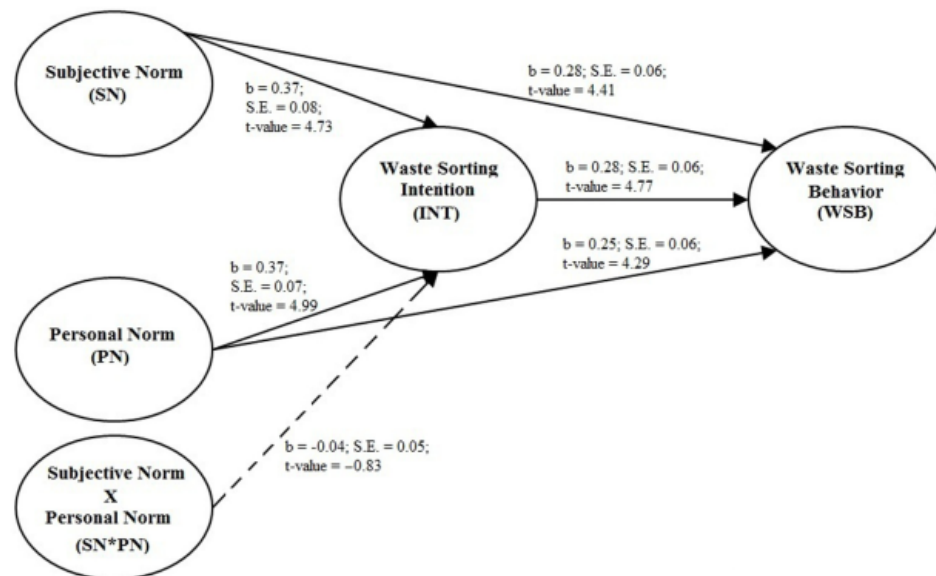 Subjective Norm
(SN)
b = 0.28; S.E. = 0.06;
t-value = 4.41
b = 0.37;
S.E. = 0.08;
t-value = 4.73
Waste Sorting
Intention
(INT)
b = 0.28; S.E. = 0.06;
t-value = 4.77
Waste Sorting
Behavior
(WSB)
b = 0.37;
S.E. = 0.07;
t-value = 4.99
b = 0.25; S.E. = 0.06;
t-value = 4.29
Personal Norm
(PN)
b = -0.04; S.E. = 0.05;
t-value = −0.83
Subjective Norm
X
Personal Norm
(SN*PN)